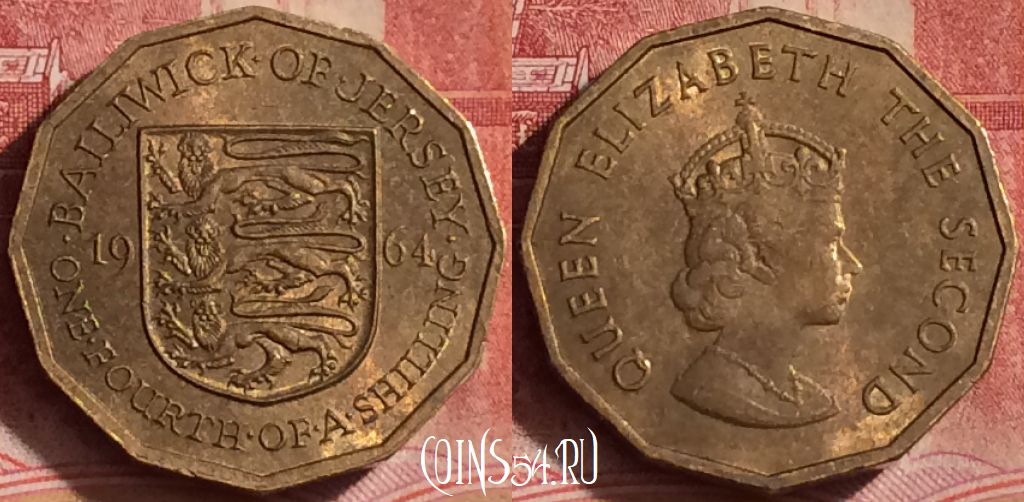 BAILIWICK·OF·JERSEY·
19 64
ONE·FOURTH·OF·A·SHILLING
QUEEN ELIZABETH THE SECOND
COINS54.RU